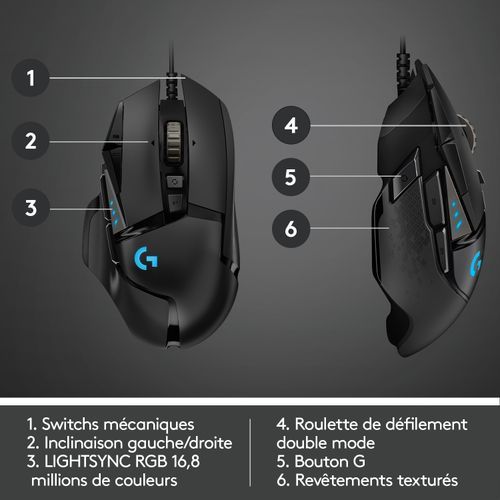 1
2
3
4
5
6
1. Switchs mécaniques
2. Inclinaison gauche/droite
3. LIGHTSYNC RGB 16,8
millions de couleurs
4. Roulette de défilement
double mode
5. Bouton G
6. Revêtements texturés